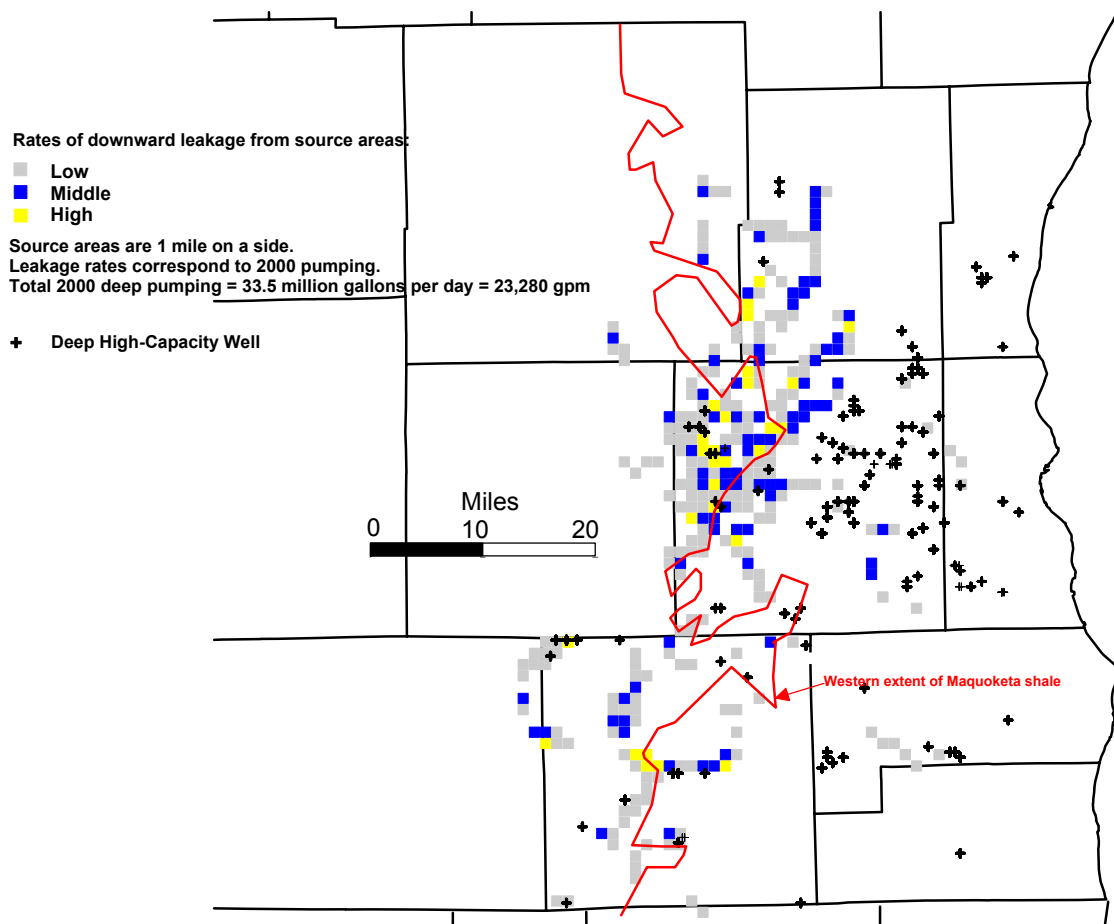 Rates of downward leakage from source areas:
Low
Middle
High
Source areas are 1 mile on a side.
Leakage rates correspond to 2000 pumping.
Total 2000 deep pumping = 33.5 million gallons per day = 23,280 gpm
Deep High-Capacity Well
Miles
0 10 20
Western extent of Maquoketa shale